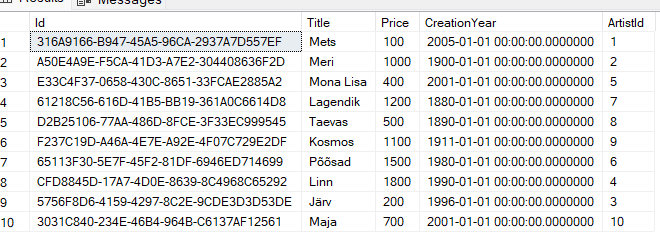 Messages
Id Title Price CreationYear ArtistId
1 316A9166-B947-45A5-96CA-2937A7D557EF Mets 100 2005-01-01 00:00:00.0000000 1
2 A50E4A9E-F5CA-41D3-A7E2-304408636F2D Meri 1000 1900-01-01 00:00:00.0000000 2
3 E33C4F37-0658-430C-8651-33FCAE2885A2 Mona Lisa 400 2001-01-01 00:00:00.0000000 5
4 61218C56-616D-41B5-BB19-361A0C6614D8 Lagendik 1200 1880-01-01 00:00:00.0000000 7
5 D2B25106-77AA-486D-8FCE-3F33EC999545 Taevas 500 1890-01-01 00:00:00.0000000 8
6 F237C19D-A46A-4E7E-A92E-4F07C729E2DF Kosmos 1100 1911-01-01 00:00:00.0000000 9
7 65113F30-5E7F-45F2-81DF-6946ED714699 Põõsad 1500 1980-01-01 00:00:00.0000000 6
8 CFD8845D-17A7-4D0E-8639-8C4968C65292 Linn 1800 1990-01-01 00:00:00.0000000 4
9 5756F8D6-4159-4297-8C2E-9CDE3D3D53DE Järv 200 1996-01-01 00:00:00.0000000 3
10 3031C840-234E-46B4-964B-C6137AF12561 Maja 700 2001-01-01 00:00:00.0000000 10